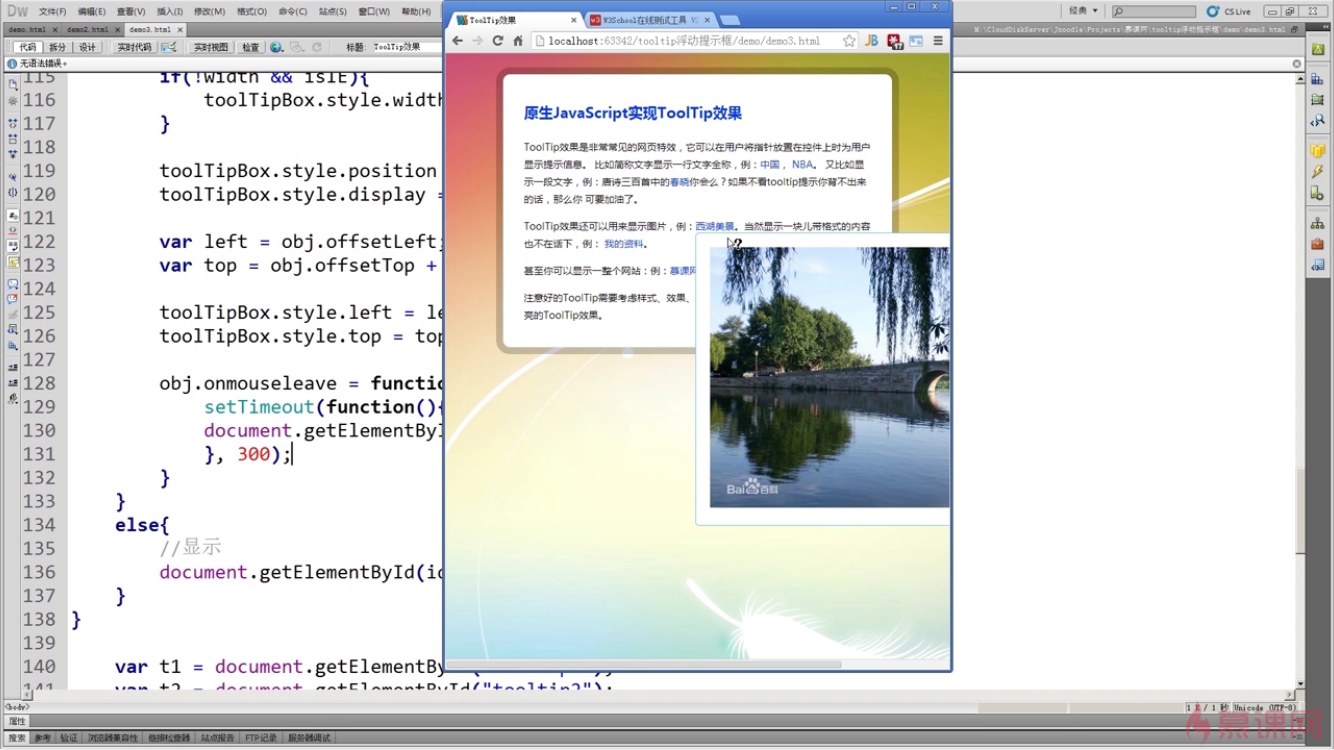 DW 文件(F) 编辑(E) 查看(V) 插入(I) 修改(M) 格式(O) 命令(C) 站点(S) 窗口(W) 帮助(H)
经典
CS Live
demo.html × demo2.html × demo3.html ×
代码 拆分 设计 实时代码 实时视图 检查 标题: ToolTip效果
无语法错误。
ToolTip效果 ×
W3School在线测试工具
localhost:63342/tooltip浮动提示框/demo/demo3.html
原生JavaScript实现ToolTip效果
ToolTip效果是非常常见的网页特效,它可以在用户将指针放置在控件上时为用户
显示提示信息。 比如简称文字显示一行文字全称,例:中国, NBA。 又比如显
示一段文字,例:唐诗三百首中的春晓你会么?如果不看tooltip提示你背不出来
的话,那么你 可要加油了。
ToolTip效果还可以用来显示图片,例:西湖美景。当然显示一块儿带格式的内容
也不在话下,例: 我的资料。
甚至你可以显示一整个网站:例:慕课网
注意好的ToolTip需要考虑样式、效果、
亮的ToolTip效果。
Bai百科
115 if(!width && isIE){
116 toolTipBox.style.width
117 }
118
119 toolTipBox.style.position
120 toolTipBox.style.display =
121
122 var left = obj.offsetLeft;
123 var top = obj.offsetTop +
124
125 toolTipBox.style.left = le
126 toolTipBox.style.top = top
127
128 obj.onmouseleave = functio
129 setTimeout(function(){
130 document.getElementByI
131 }, 300);
132 }
133 }
134 else{
135 //显示
136 document.getElementById(id
137 }
138 }
139
140 var t1 = document.getElementBy
141 var t2 = document.getElementById("tooltip2");
<body>
Unicode (UTF-8)
属性
搜索 参考 验证 浏览器兼容性 链接检查器 站点报告 FTP记录 服务器调试
慕课网